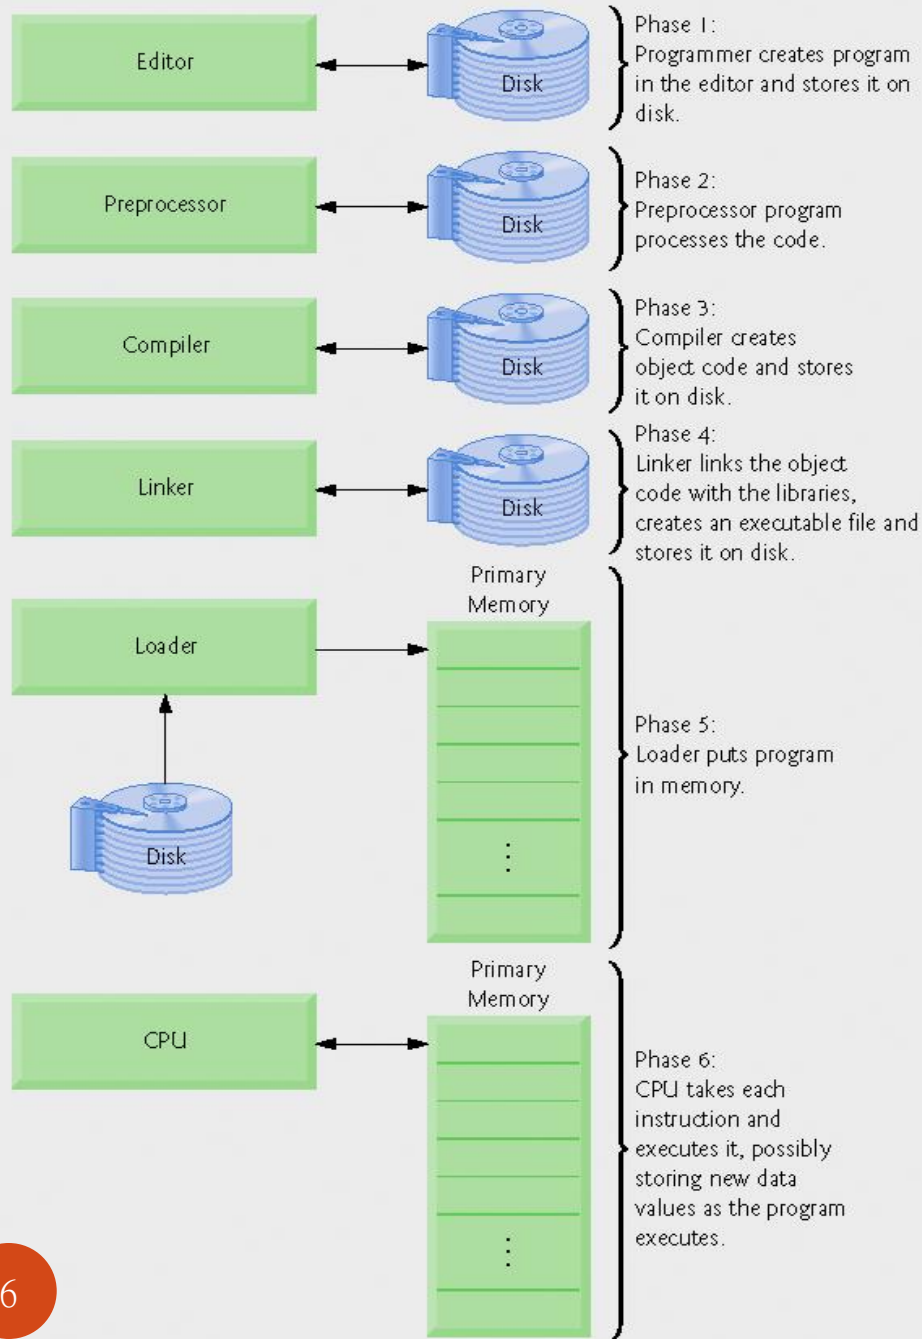 Editor
Disk
Phase 1:
Programmer creates program
in the editor and stores it on
disk.
Preprocessor
Disk
Phase 2:
Preprocessor program
processes the code.
Compiler
Disk
Phase 3:
Compiler creates
object code and stores
it on disk.
Linker
Disk
Phase 4:
Linker links the object
code with the libraries,
creates an executable file and
stores it on disk.
Loader
Disk
Primary
Memory
⋮
Phase 5:
Loader puts program
in memory.
CPU
Primary
Memory
⋮
Phase 6:
CPU takes each
instruction and
executes it, possibly
storing new data
values as the program
executes.
6